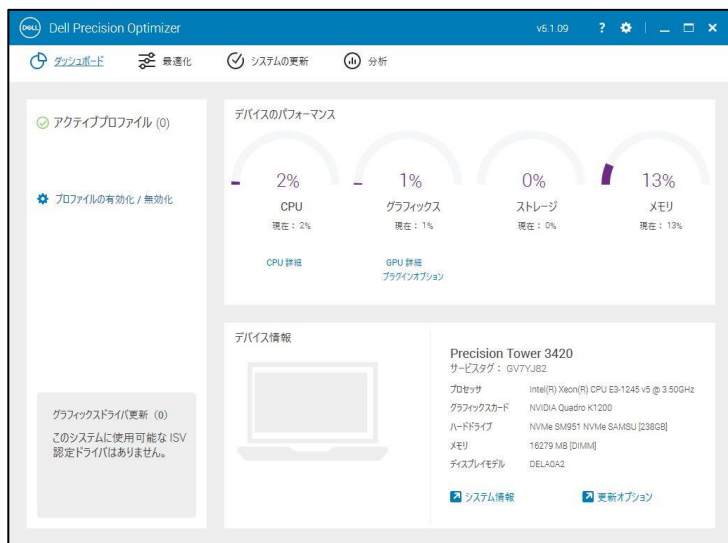 DELL Dell Precision Optimizer v5.1.09 ?
ダッシュボード 最適化 システムの更新 分析
アクティブプロファイル (0)
プロファイルの有効化 / 無効化
グラフィックスドライバ更新 (0)
このシステムに使用可能な ISV
認定ドライバはありません。
デバイスのパフォーマンス
2% 1% 0% 13%
CPU グラフィックス ストレージ メモリ
現在： 2% 現在： 1% 現在： 0% 現在： 13%
CPU 詳細 GPU 詳細
プラグインオプション
デバイス情報
Precision Tower 3420
サービスタグ： GV7YJ82
プロセッサ Intel(R) Xeon(R) CPU E3-1245 v5 @ 3.50GHz
グラフィックスカード NVIDIA Quadro K1200
ハードドライブ NVMe SM951 NVMe SAMSU [238GB]
メモリ 16279 MB [DIMM]
ディスプレイモデル DELA0A2
システム情報 更新オプション